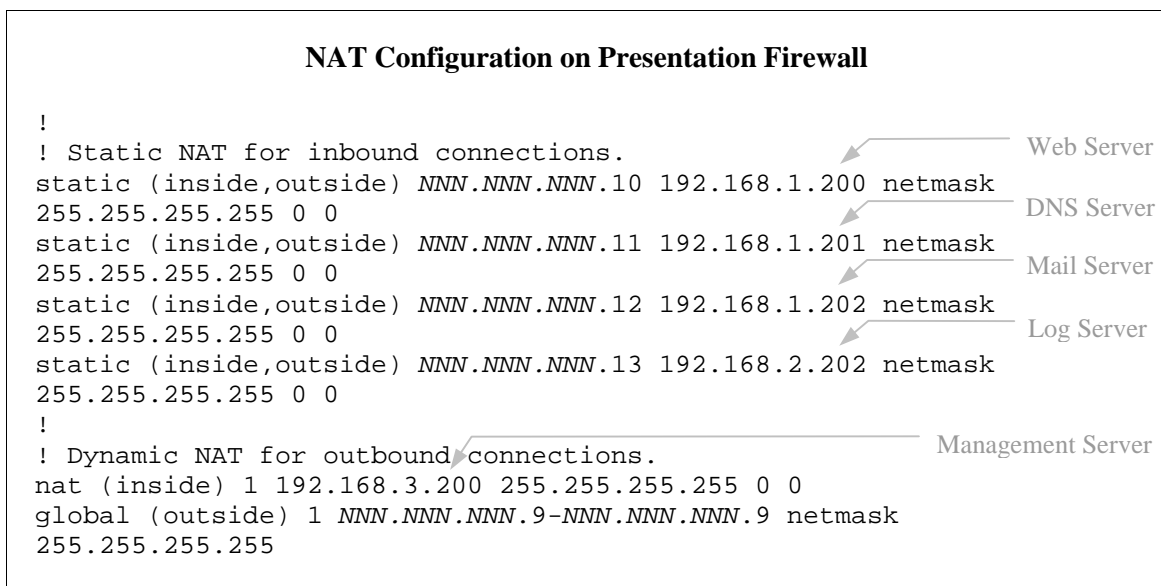 NAT Configuration on Presentation Firewall
!
! Static NAT for inbound connections.
Web Server
static (inside,outside) NNN.NNN.NNN.10 192.168.1.200 netmask
255.255.255.255 0 0
DNS Server
static (inside,outside) NNN.NNN.NNN.11 192.168.1.201 netmask
255.255.255.255 0 0
Mail Server
static (inside,outside) NNN.NNN.NNN.12 192.168.1.202 netmask
255.255.255.255 0 0
Log Server
static (inside,outside) NNN.NNN.NNN.13 192.168.2.202 netmask
255.255.255.255 0 0
!
! Dynamic NAT for outbound connections.
Management Server
nat (inside) 1 192.168.3.200 255.255.255.255 0 0
global (outside) 1 NNN.NNN.NNN.9-NNN.NNN.NNN.9 netmask
255.255.255.255